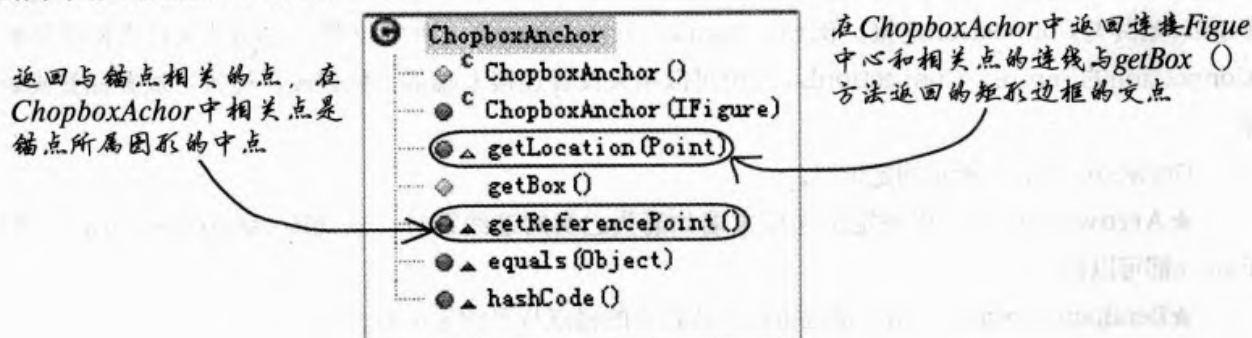 返回与锚点相关的点。在
ChopboxAchor中相关点是
锚点所属图形的中点
ChopboxAnchor
C ChopboxAnchor()
C ChopboxAnchor(IFigure)
getLocation(Point)
getBox()
getReferencePoint()
equals(Object)
hashCode()
在ChopboxAchor中返回连接Figue
中心和相关点的连线与getBox ()
方法返回的矩形边框的交点